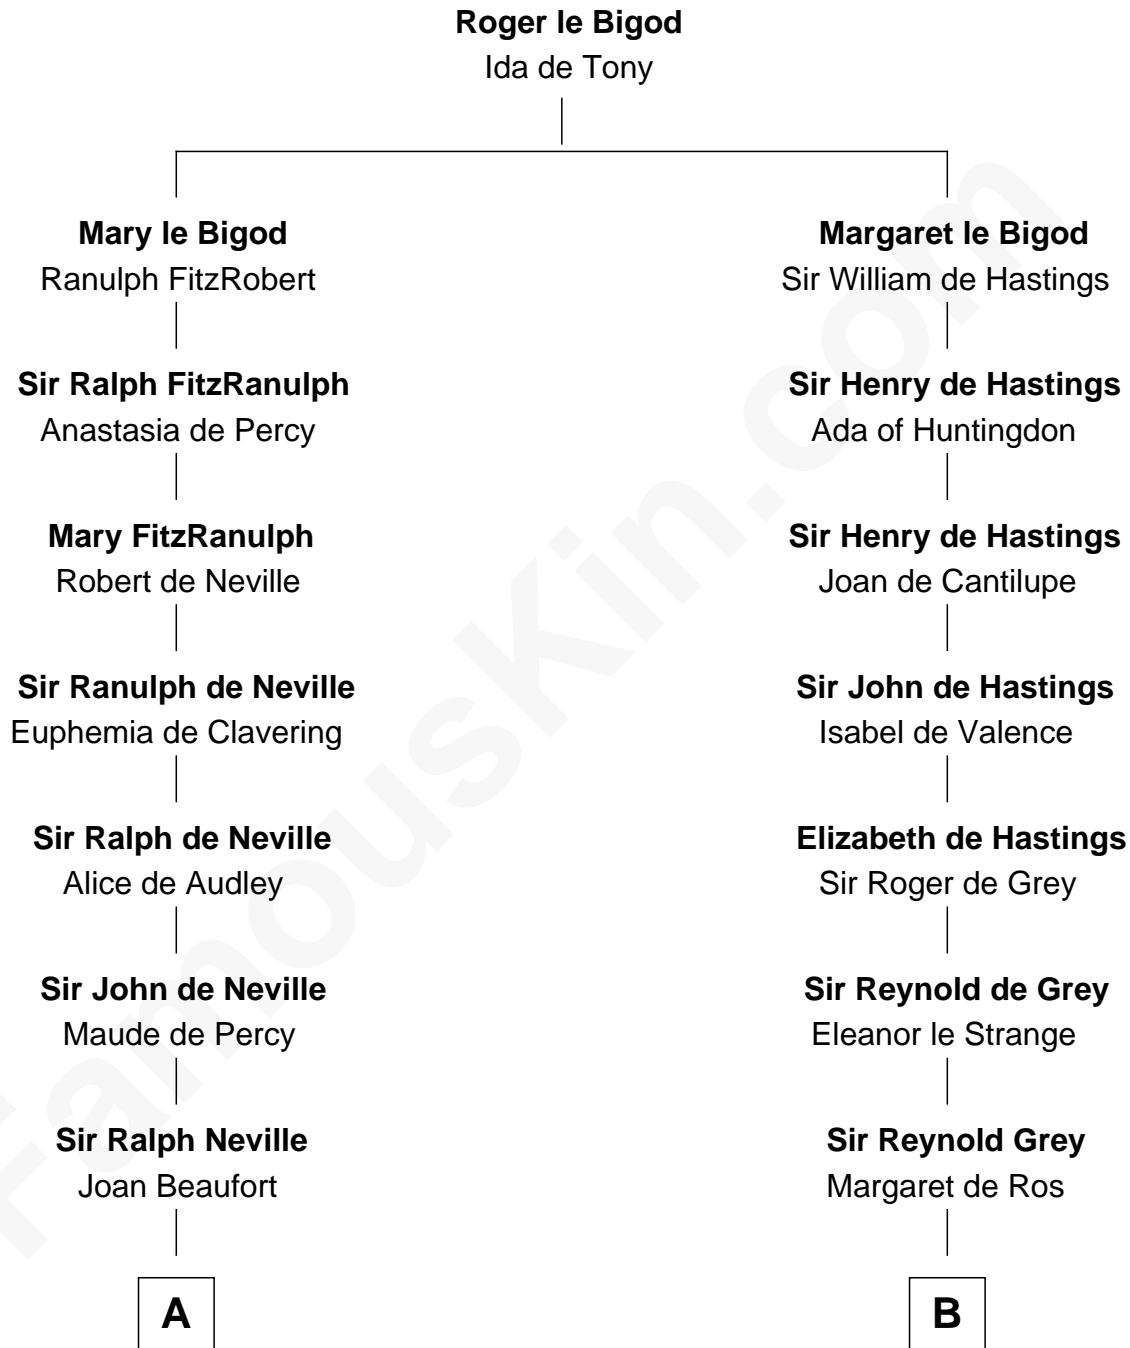 Roger le Bigod
Ida de Tony
Mary le Bigod
Ranulph FitzRobert
Sir Ralph FitzRanulph
Anastasia de Percy
Mary FitzRanulph
Robert de Neville
Sir Ranulph de Neville
Euphemia de Clavering
Sir Ralph de Neville
Alice de Audley
Sir John de Neville
Maude de Percy
Sir Ralph Neville
Joan Beaufort
A
Margaret le Bigod
Sir William de Hastings
Sir Henry de Hastings
Ada of Huntingdon
Sir Henry de Hastings
Joan de Cantilupe
Sir John de Hastings
Isabel de Valence
Elizabeth de Hastings
Sir Roger de Grey
Sir Reynold de Grey
Eleanor le Strange
Sir Reynold Grey
Margaret de Ros
B
FamousKin.com